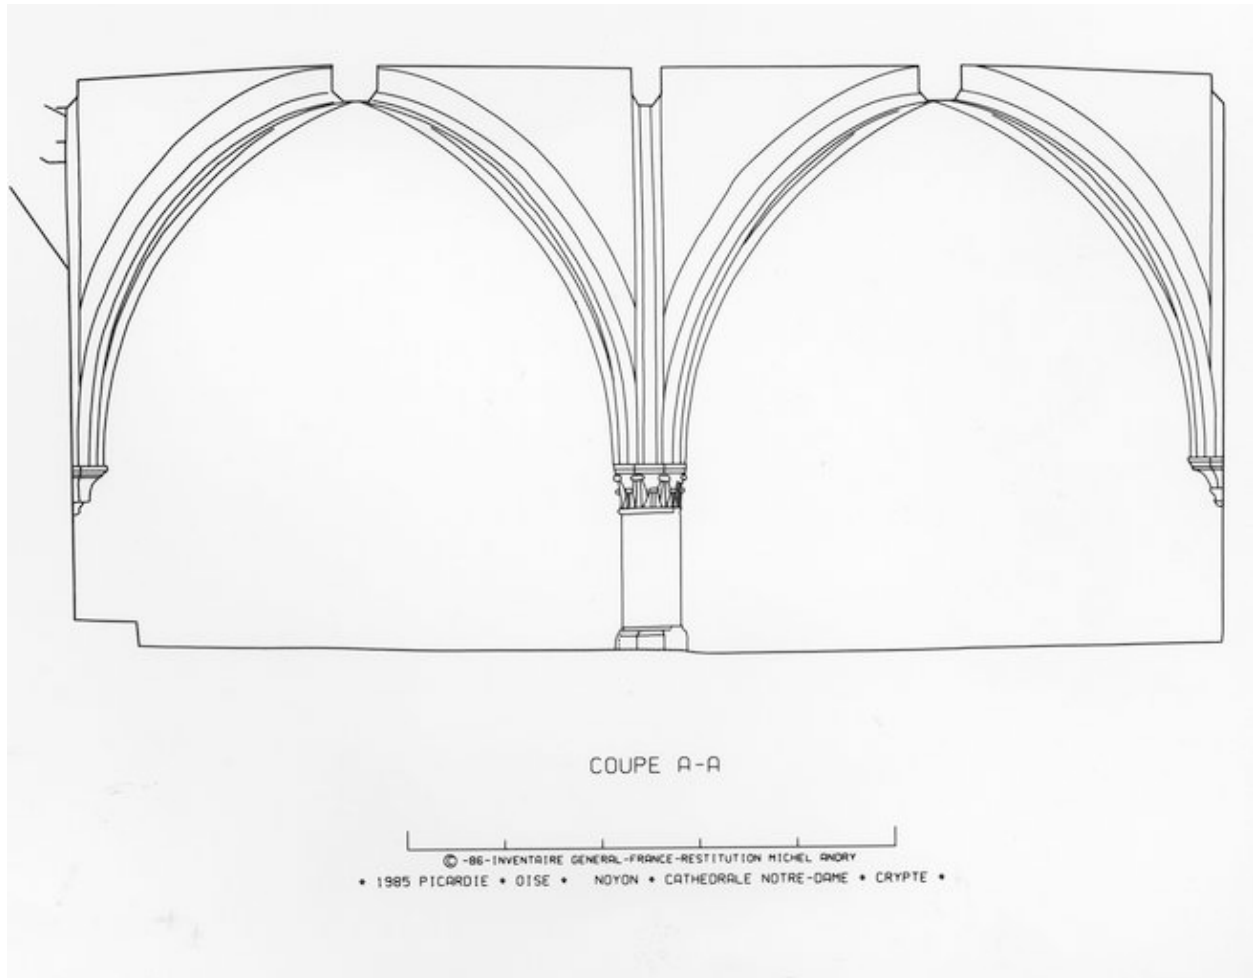 COUPE A-A
© -86-INVENTAIRE GENERAL-FRANCE-RESTITUTION MICHEL ANDRY
* 1985 PICARDIE * OISE * NOYON * CATHEDRALE NOTRE-DAME * CRYPTE *